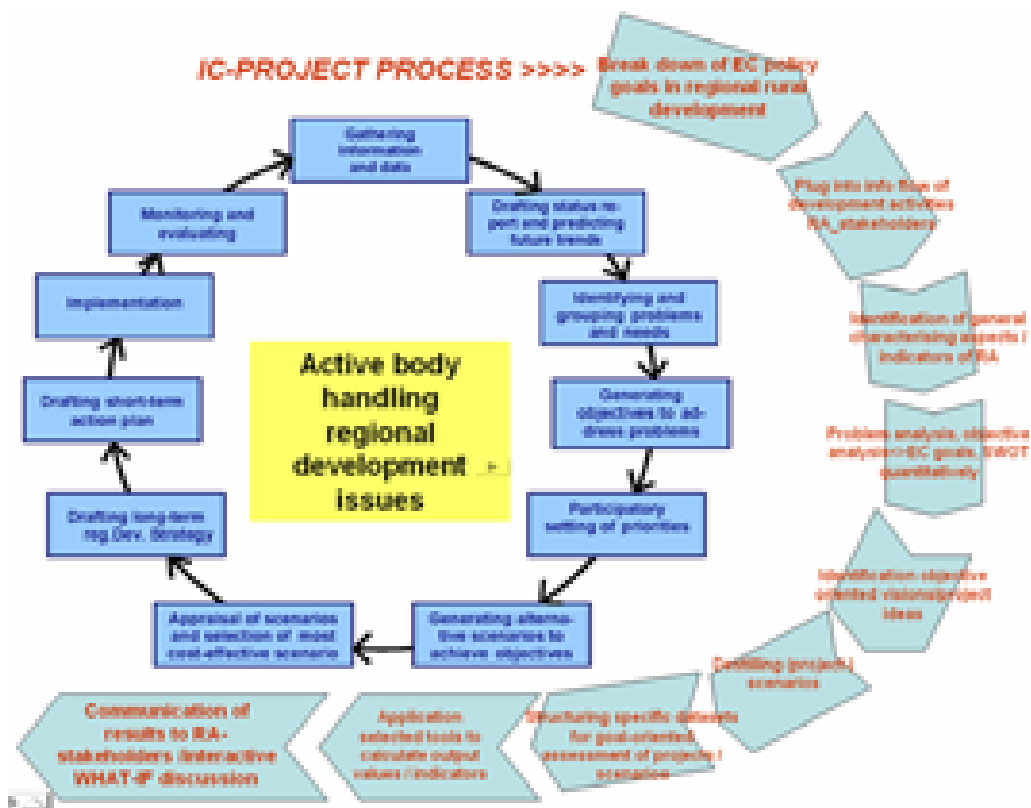 IC-PROJECT PROCESS >>>>
Break down of EC policy
goals in regional rural
development
Plug into info flow of
development activities
RA_stakeholders
Identification of general
characterising aspects /
indicators of RA
Problem analysis, objective
analysis<>EC goals, SWOT
quantitatively
Identification objective
oriented visions/project
ideas
Distilling (project)
scenarios
Structuring specific datasets
for goal-oriented
assessment of projects /
scenarios
Application
selected tools to
calculate output
values / indicators
Communication of
results to RA-
stakeholders /interactive
WHAT-IF discussion
Gathering
information
and data
Drafting status re-
port and predicting
future trends
Identifying and
grouping problems
and needs
Generating
objectives to ad-
dress problems
Participatory
setting of priorities
Generating alterna-
tive scenarios to
achieve objectives
Appraisal of scenarios
and selection of most
cost-effective scenario
Drafting long-term
reg.Dev. Strategy
Drafting short-term
action plan
Implementation
Monitoring and
evaluating
Active body
handling
regional
development
issues